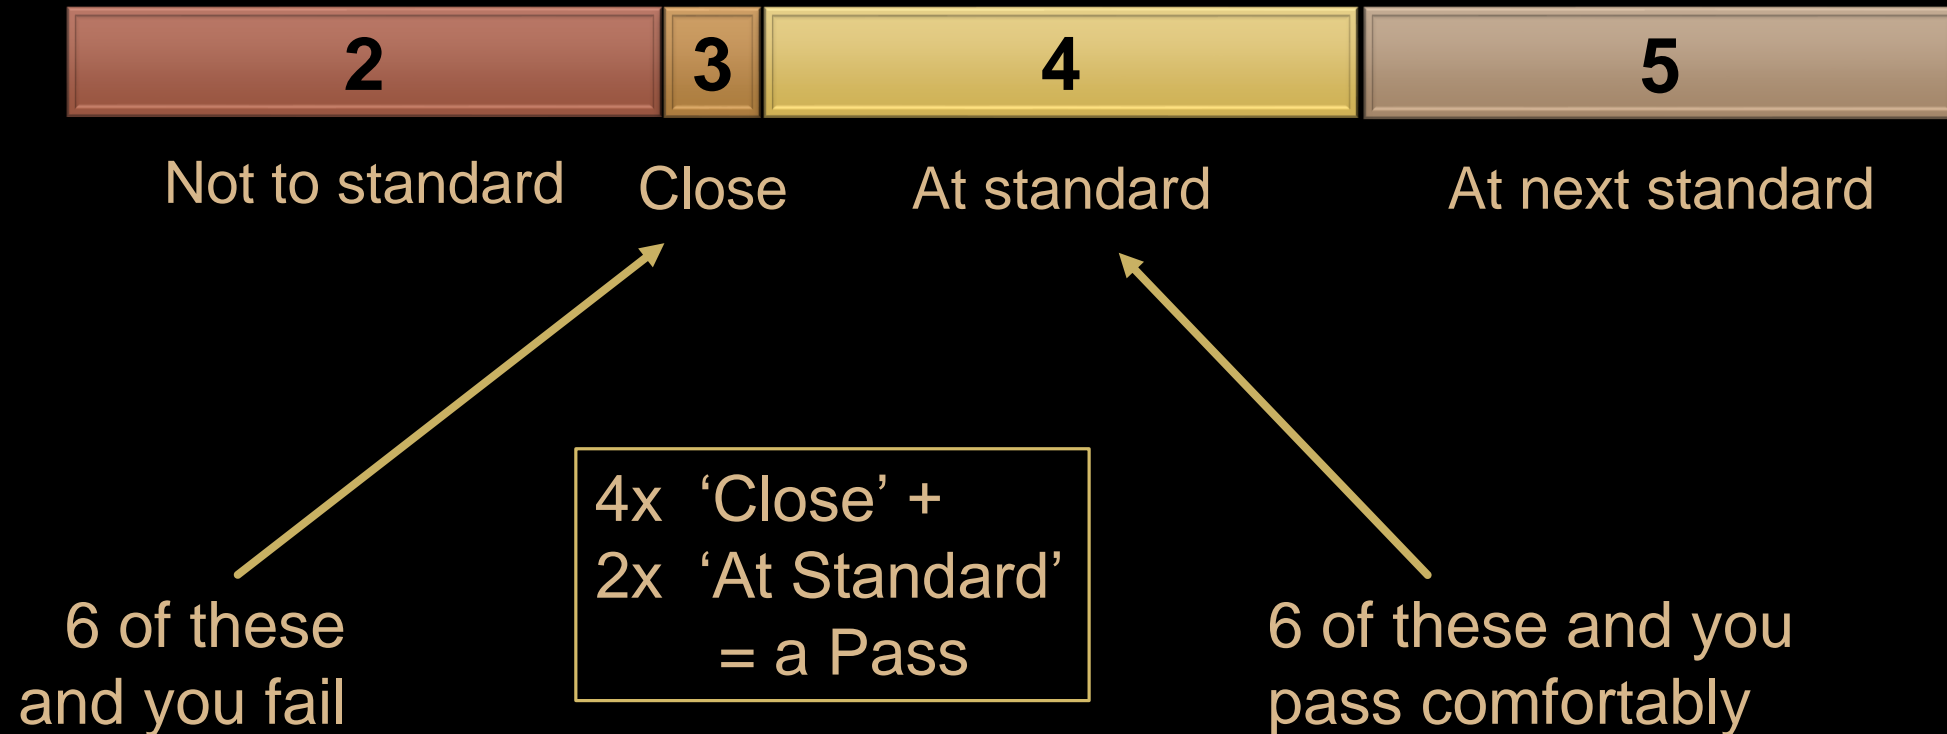 2 3 4 5
Not to standard Close At standard At next standard
4x ‘Close’ +
2x ‘At Standard’
= a Pass
6 of these
and you fail
6 of these and you
pass comfortably